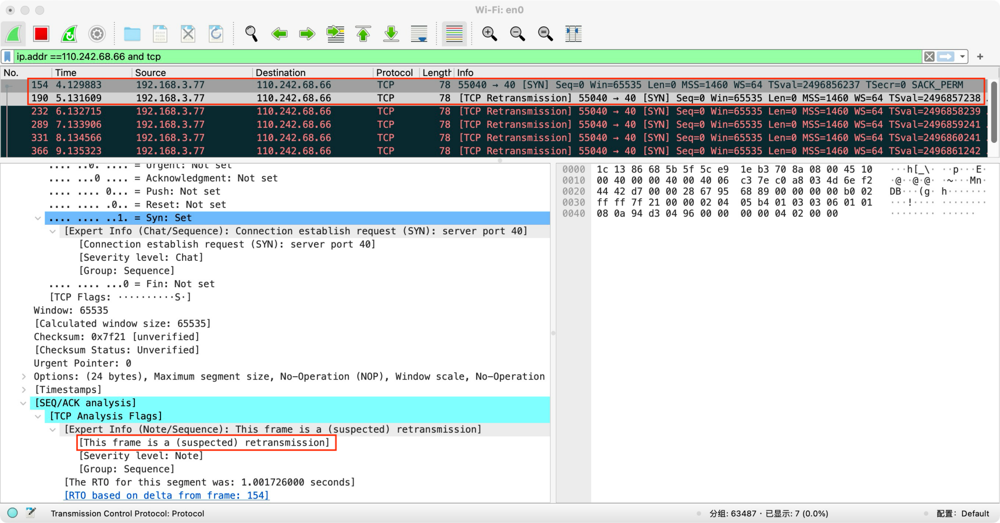 Wi-Fi: en0
ip.addr ==110.242.68.66 and tcp
No. Time Source Destination Protocol Length Info
154 4.129883 192.168.3.77 110.242.68.66 TCP 78 55040 → 40 [SYN] Seq=0 Win=65535 Len=0 MSS=1460 WS=64 TSval=2496856237 TSecr=0 SACK_PERM
190 5.131609 192.168.3.77 110.242.68.66 TCP 78 [TCP Retransmission] 55040 → 40 [SYN] Seq=0 Win=65535 Len=0 MSS=1460 WS=64 TSval=2496857238
232 6.132715 192.168.3.77 110.242.68.66 TCP 78 [TCP Retransmission] 55040 → 40 [SYN] Seq=0 Win=65535 Len=0 MSS=1460 WS=64 TSval=2496858239
289 7.133906 192.168.3.77 110.242.68.66 TCP 78 [TCP Retransmission] 55040 → 40 [SYN] Seq=0 Win=65535 Len=0 MSS=1460 WS=64 TSval=2496859241
331 8.134566 192.168.3.77 110.242.68.66 TCP 78 [TCP Retransmission] 55040 → 40 [SYN] Seq=0 Win=65535 Len=0 MSS=1460 WS=64 TSval=2496860241
366 9.135323 192.168.3.77 110.242.68.66 TCP 78 [TCP Retransmission] 55040 → 40 [SYN] Seq=0 Win=65535 Len=0 MSS=1460 WS=64 TSval=2496861242
.... ..0. .... = Urgent: Not set
.... ...0 .... = Acknowledgment: Not set
.... .... 0... = Push: Not set
.... .... .0.. = Reset: Not set
.... .... ..1. = Syn: Set
[Expert Info (Chat/Sequence): Connection establish request (SYN): server port 40]
[Connection establish request (SYN): server port 40]
[Severity level: Chat]
[Group: Sequence]
.... .... ...0 = Fin: Not set
[TCP Flags: ··········S·]
Window: 65535
[Calculated window size: 65535]
Checksum: 0x7f21 [unverified]
[Checksum Status: Unverified]
Urgent Pointer: 0
Options: (24 bytes), Maximum segment size, No-Operation (NOP), Window scale, No-Operation
[Timestamps]
[SEQ/ACK analysis]
[TCP Analysis Flags]
[Expert Info (Note/Sequence): This frame is a (suspected) retransmission]
[This frame is a (suspected) retransmission]
[Severity level: Note]
[Group: Sequence]
[The RTO for this segment was: 1.001726000 seconds]
[RTO based on delta from frame: 154]
0000 1c 13 86 68 5b 5f 5c e9 1e b3 70 8a 08 00 45 10 ···h[_\· ··p···E·
0010 00 40 00 00 40 00 40 06 c3 7e c0 a8 03 4d 6e f2 ·@··@·@· ·~···Mn·
0020 44 42 d7 00 00 28 67 95 68 89 00 00 00 00 b0 02 DB···(g· h·······
0030 ff ff 7f 21 00 00 02 04 05 b4 01 03 03 06 01 01 ···!···· ········
0040 08 0a 94 d3 04 96 00 00 00 00 04 02 00 00 ········ ······
Transmission Control Protocol: Protocol
分组: 63487 · 已显示: 7 (0.0%)
配置: Default